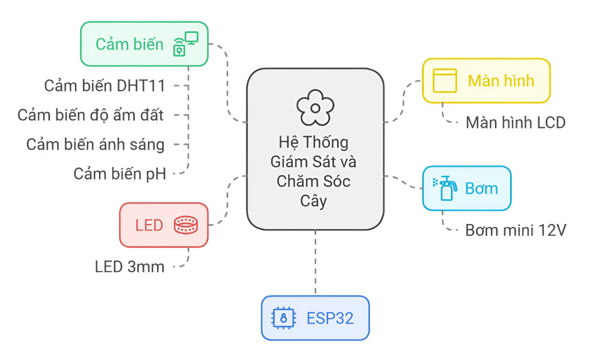 Cảm biến
Cảm biến DHT11
Cảm biến độ ẩm đất
Cảm biến ánh sáng
Cảm biến pH
LED
LED 3mm
Hệ Thống
Giám Sát và
Chăm Sóc
Cây
ESP32
Màn hình
Màn hình LCD
Bơm
Bơm mini 12V